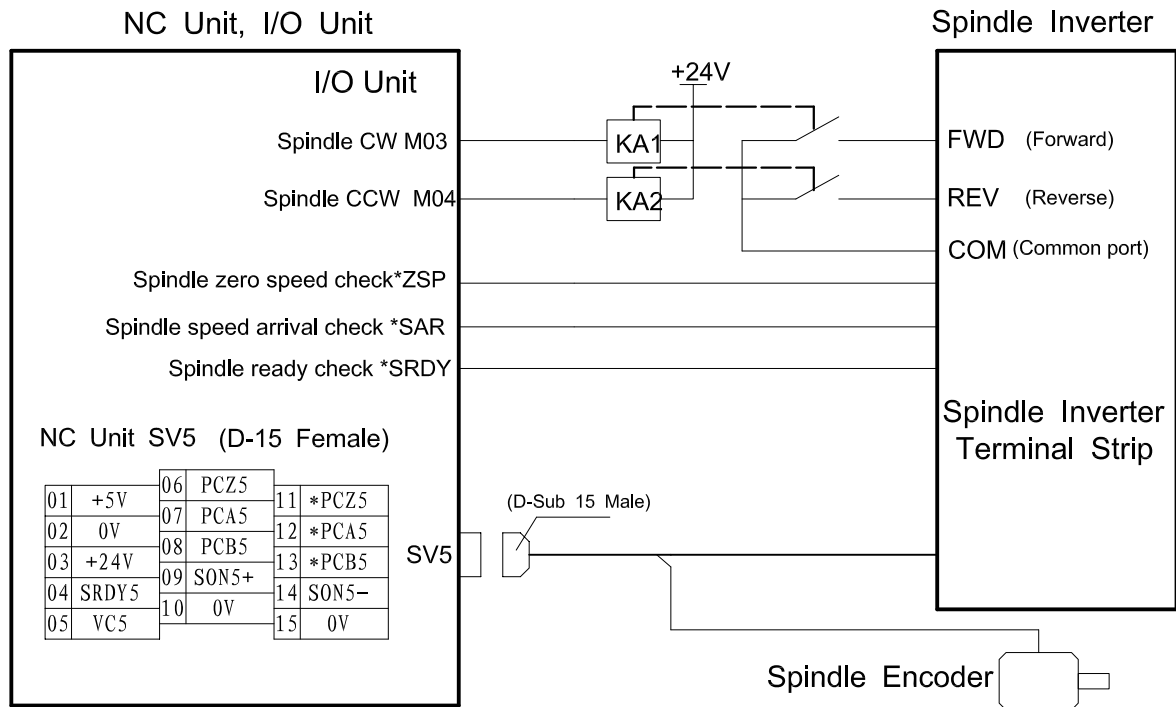 NC Unit, I/O Unit
Spindle Inverter
I/O Unit
+24V
Spindle CW M03
KA1
FWD (Forward)
Spindle CCW M04
KA2
REV (Reverse)
COM (Common port)
Spindle zero speed check*ZSP
Spindle speed arrival check *SAR
Spindle ready check *SRDY
Spindle Inverter
Terminal Strip
NC Unit SV5 (D-15 Female)
01 +5V
02 0V
03 +24V
04 SRDY5
05 VC5
06 PCZ5
07 PCA5
08 PCB5
09 SON5+
10 0V
11 *PCZ5
12 *PCA5
13 *PCB5
14 SON5-
15 0V
SV5
(D-Sub 15 Male)
Spindle Encoder